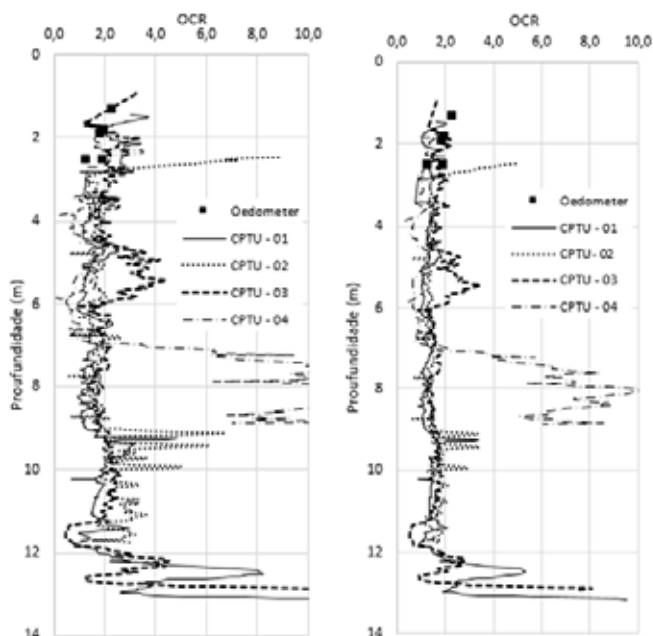 OCR
0,0 2,0 4,0 6,0 8,0 10,0
0
2
4
6
8
10
12
14
Proufundidade (m)
Oedometer
CPTU - 01
CPTU - 02
CPTU - 03
CPTU - 04
OCR
0,0 2,0 4,0 6,0 8,0 10,0
0
2
4
6
8
10
12
14
Proufundidade (m)
Oedometer
CPTU - 01
CPTU - 02
CPTU - 03
CPTU - 04